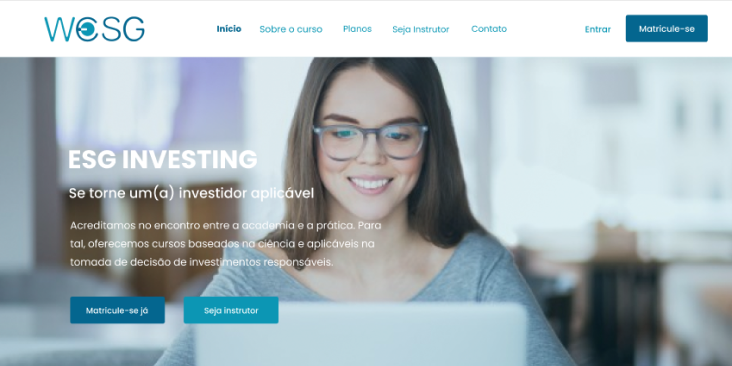 WeSG
Início
Sobre o curso
Planos
Seja Instrutor
Contato
Entrar
Matricule-se
ESG INVESTING
Se torne um(a) investidor aplicável
Acreditamos no encontro entre a academia e a prática. Para
tal, oferecemos cursos baseados na ciência e aplicáveis na
tomada de decisão de investimentos responsáveis.
Matricule-se já
Seja instrutor